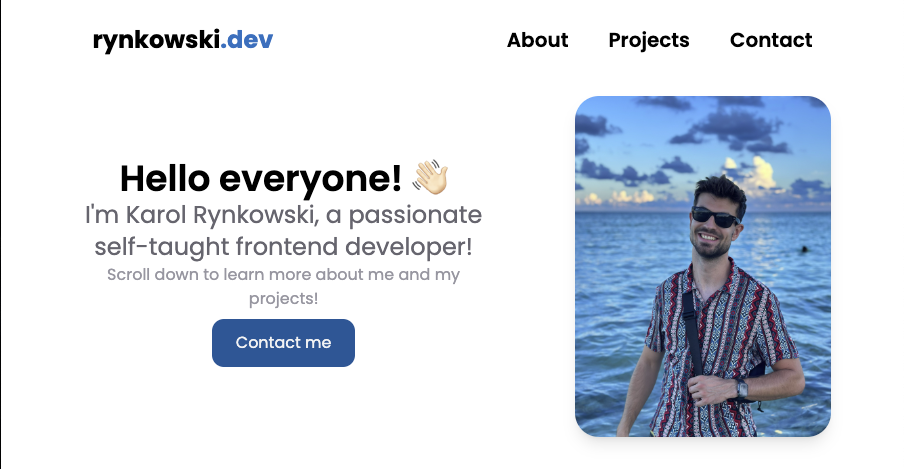 rynkowski.dev
About Projects Contact
Hello everyone! 👋🏻
I'm Karol Rynkowski, a passionate
self-taught frontend developer!
Scroll down to learn more about me and my
projects!
Contact me